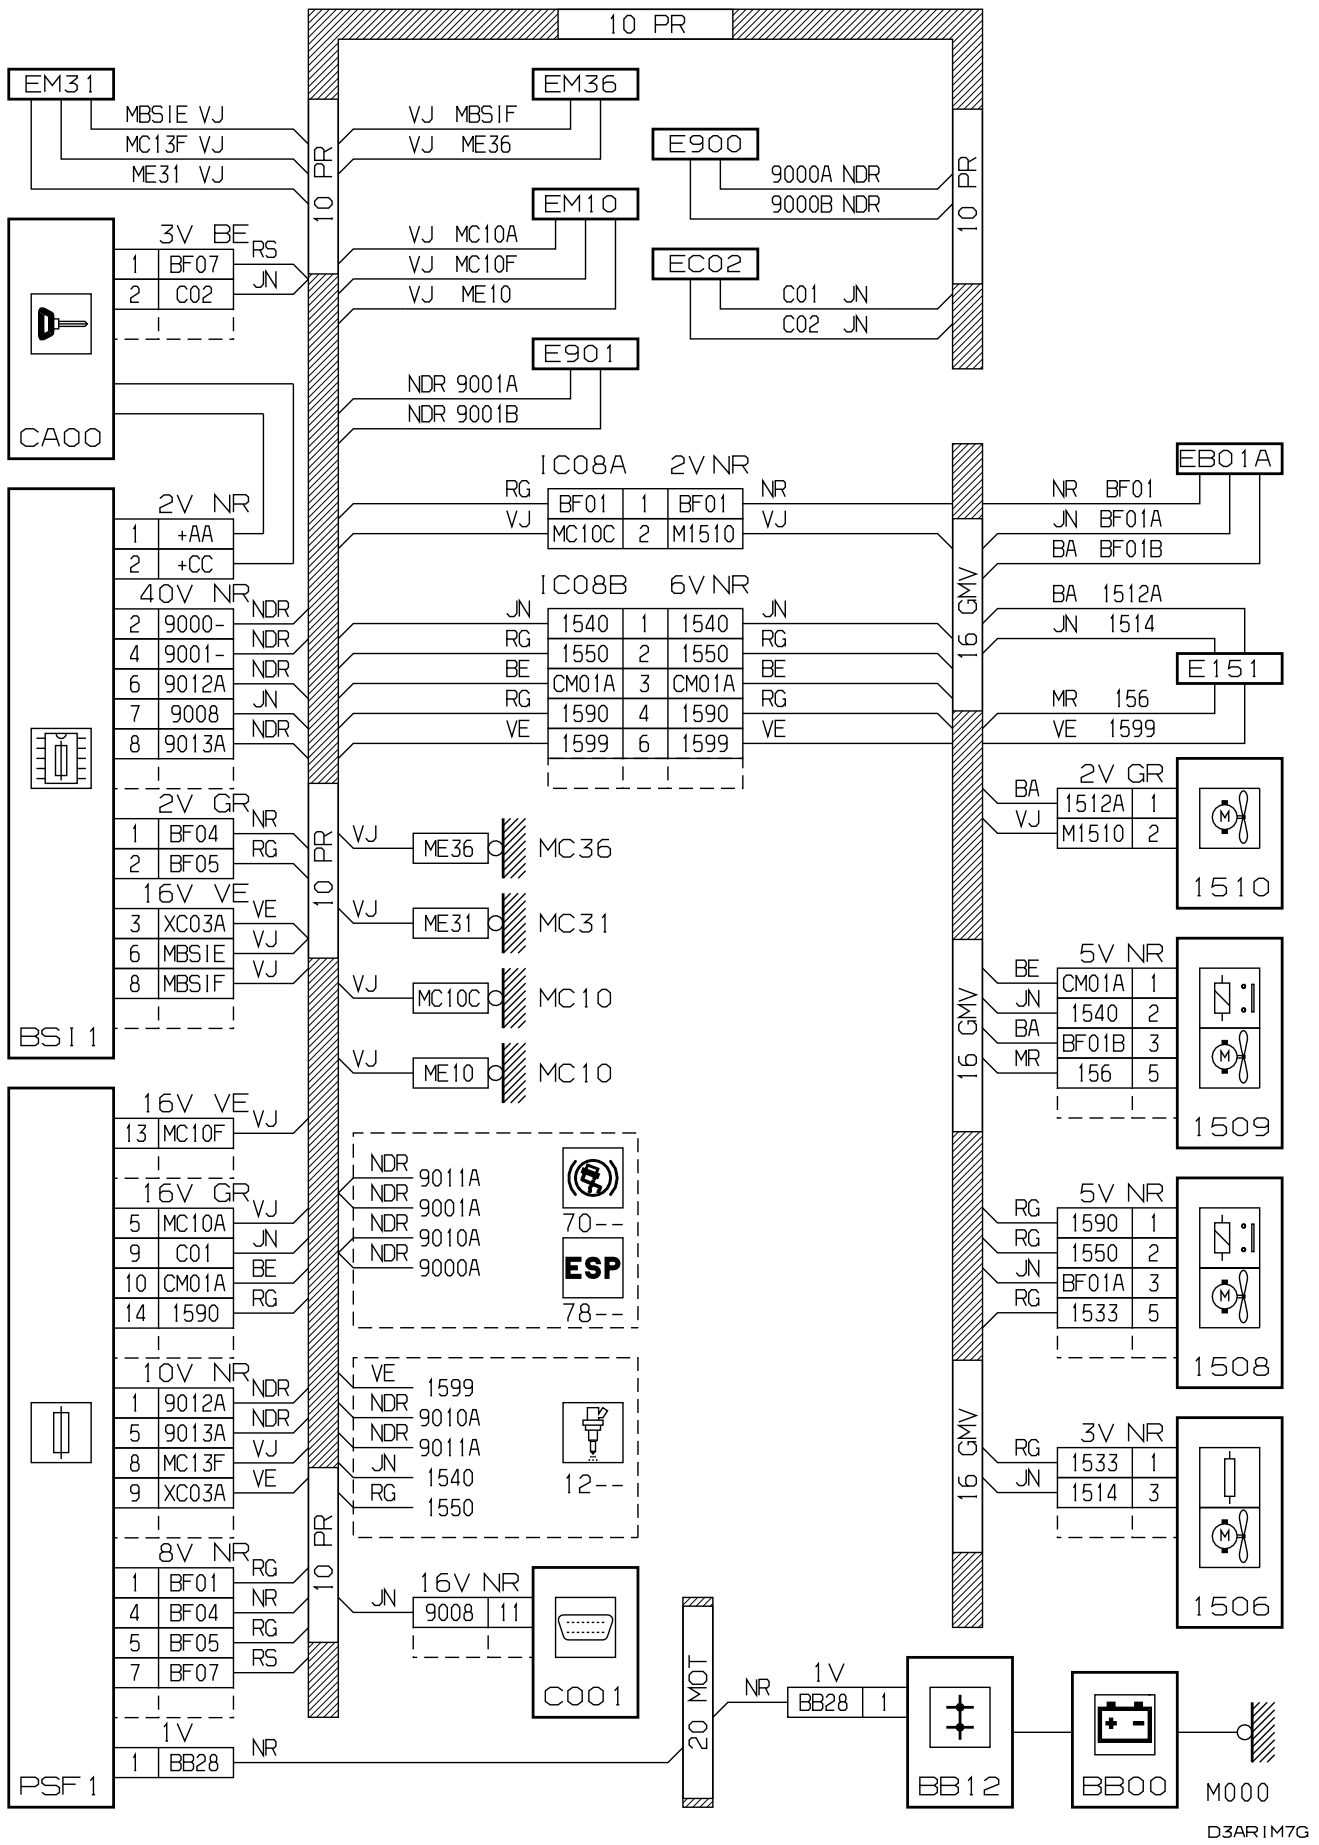 10 PR
EM31
MBSIE VJ
MC13F VJ
ME31 VJ
10 PR
EM36
VJ MBSIF
VJ ME36
EM10
VJ MC10A
VJ MC10F
VJ ME10
E901
NDR 9001A
NDR 9001B
E900
9000A NDR
9000B NDR
EC02
C01 JN
C02 JN
10 PR
3V BE
1 BF07 RS
2 C02 JN
CA00
2V NR
1 +AA
2 +CC
40V NR
2 9000- NDR
4 9001- NDR
6 9012A NDR
7 9008 JN
8 9013A NDR
2V GR
1 BF04 NR
2 BF05 RG
16V VE
3 XC03A VE
6 MBSIE VJ
8 MBSIF VJ
BSI1
10 PR
IC08A 2V NR
RG BF01 1 BF01 NR
VJ MC10C 2 M1510 VJ
IC08B 6V NR
JN 1540 1 1540 JN
RG 1550 2 1550 RG
BE CM01A 3 CM01A BE
RG 1590 4 1590 RG
VE 1599 6 1599 VE
16 GMV
EB01A
NR BF01
JN BF01A
BA BF01B
BA 1512A
JN 1514
E151
MR 156
VE 1599
VJ ME36 MC36
VJ ME31 MC31
VJ MC10C MC10
VJ ME10 MC10
2V GR
BA 1512A 1
VJ M1510 2
M
1510
16 GMV
5V NR
BE CM01A 1
JN 1540 2
BA BF01B 3
MR 156 5
M
1509
5V NR
RG 1590 1
RG 1550 2
JN BF01A 3
RG 1533 5
M
1508
16 GMV
3V NR
RG 1533 1
JN 1514 3
M
1506
16V VE
13 MC10F VJ
16V GR
5 MC10A VJ
9 C01 JN
10 CM01A BE
14 1590 RG
10V NR
1 9012A NDR
5 9013A NDR
8 MC13F VJ
9 XC03A VE
8V NR
1 BF01 RG
4 BF04 NR
5 BF05 RG
7 BF07 RS
1V
1 BB28 NR
PSF1
10 PR
NDR 9011A
NDR 9001A
NDR 9010A
NDR 9000A
70--
ESP
78--
VE 1599
NDR 9010A
NDR 9011A
JN 1540
RG 1550
12--
16V NR
JN 9008 11
C001
20 MOT
1V
NR BB28 1
BB12
+ -
BB00
M000
D3AR1M7G